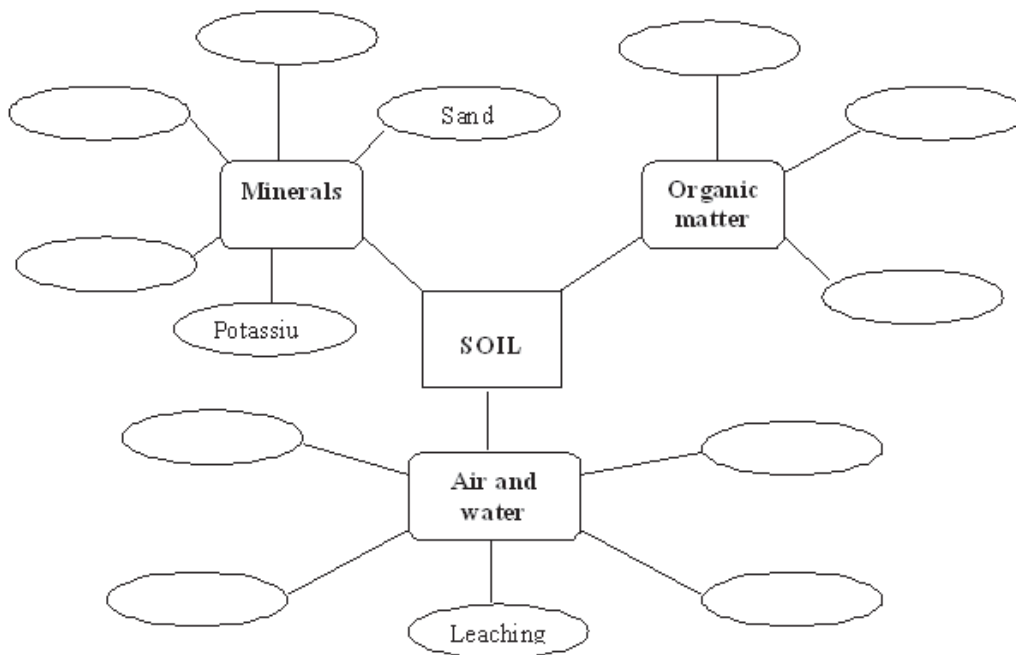 Sand
Minerals
Organic
matter
Potassiu
SOIL
Air and
water
Leaching